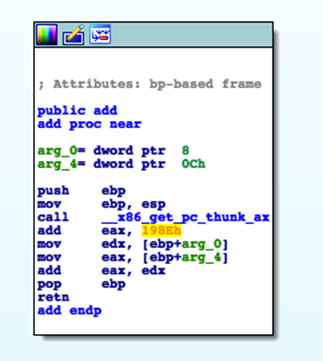 ; Attributes: bp-based frame
public add
add proc near
arg_0= dword ptr  8
arg_4= dword ptr  0Ch
push    ebp
mov     ebp, esp
call    __x86_get_pc_thunk_ax
add     eax, 198Eh
mov     edx, [ebp+arg_0]
mov     eax, [ebp+arg_4]
add     eax, edx
pop     ebp
retn
add endp